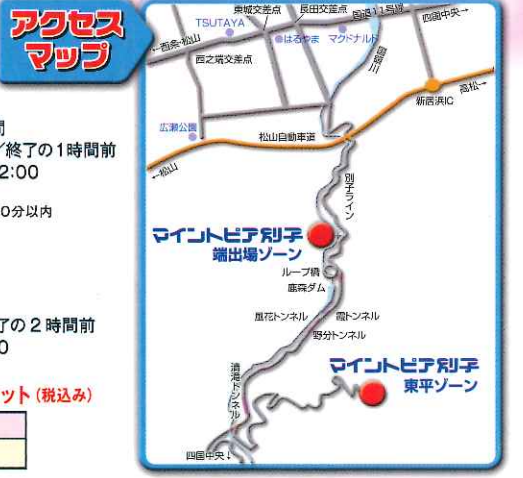 アクセス
マップ
東城交差点
長田交差点
国道11号線
四国中央→
TSUTAYA
←西条・松山
はるやま
マクドナルド
国領川
西之端交差点
高松→
新居浜IC
広瀬公園
松山自動車道
←松山
別子ライン
マイントピア別子
端出場ゾーン
ループ橋
鹿森ダム
風花トンネル
霞トンネル
野分トンネル
清滝トンネル
マイントピア別子
東平ゾーン
四国中央↓
間
/終了の1時間前
2:00
0分以内
了の2時間前
0
ット(税込み)